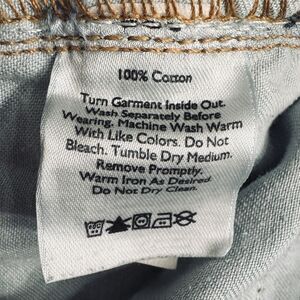 100% Cotton
Turn Garment Inside Out.
Wash Separately Before
Wearing. Machine Wash Warm
With Like Colors. Do Not
Bleach. Tumble Dry Medium.
Remove Promptly.
Warm Iron As Desired
Do Not Dry Clean.